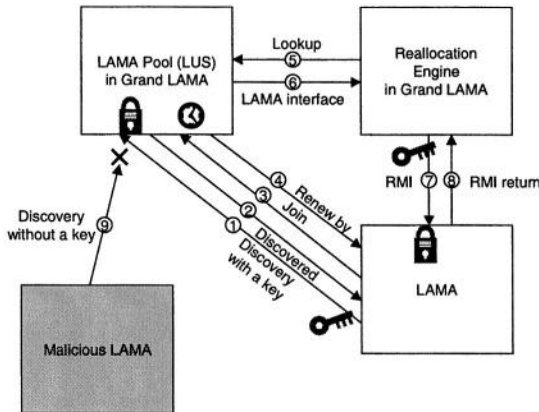 LAMA Pool (LUS)
in Grand LAMA
Lookup
5
6
LAMA interface
Reallocation
Engine
in Grand LAMA
RMI
7
8
RMI return
4
Renew by
3
Join
2
Discovered
1
Discovery
with a key
Discovery
without a key
9
LAMA
Malicious LAMA